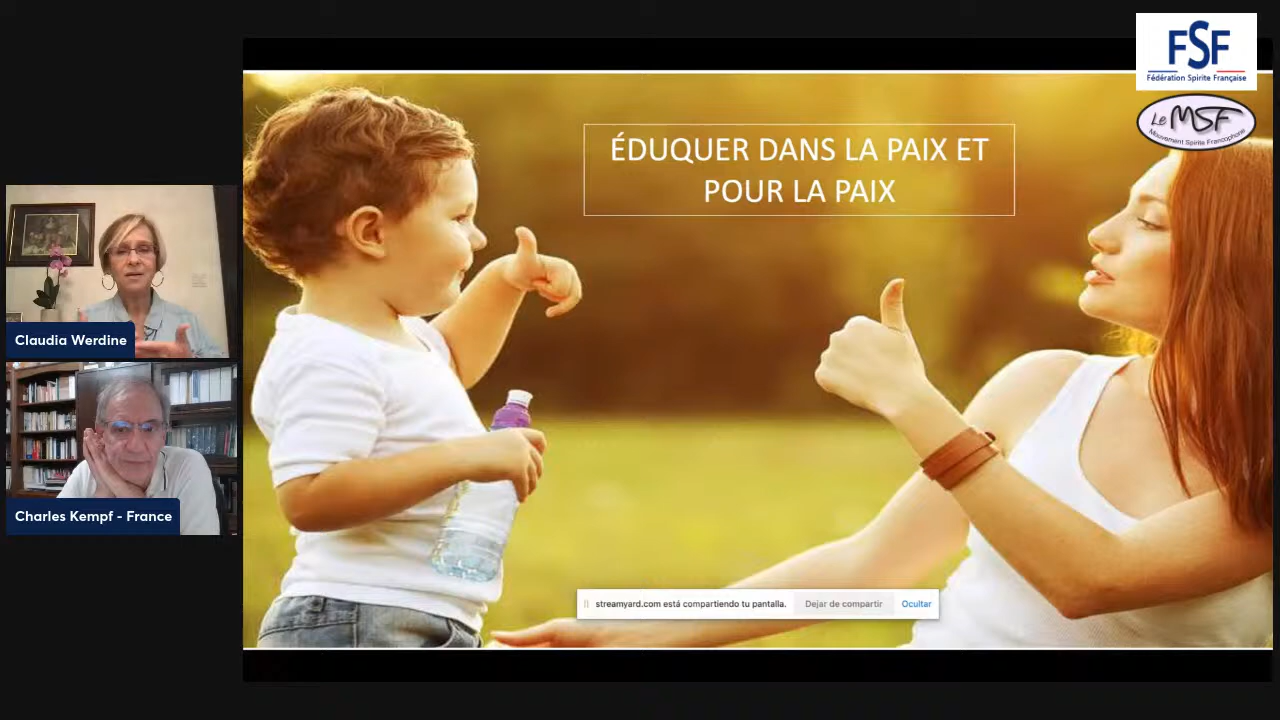 FSF
Fédération Spirite Française
Le MSF
Mouvement Spirite Francophone
ÉDUQUER DANS LA PAIX ET
POUR LA PAIX
Claudia Werdine
Charles Kempf - France
streamyard.com está compartiendo tu pantalla. Dejar de compartir Ocultar